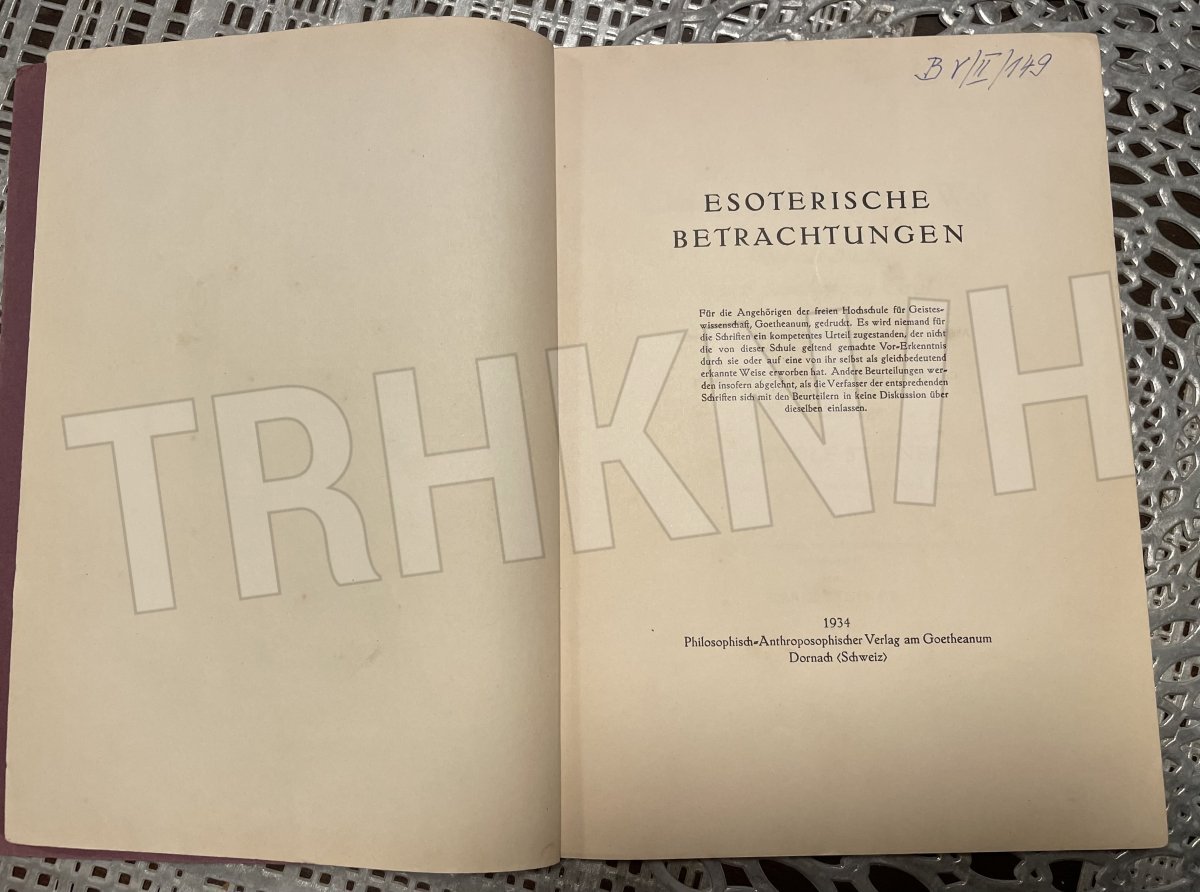 B V/II/149
ESOTERISCHE
BETRACHTUNGEN
Für die Angehörigen der freien Hochschule für Geistes-
wissenschaft, Goetheanum, gedruckt. Es wird niemand für
die Schriften ein kompetentes Urteil zugestanden, der nicht
die von dieser Schule geltend gemachte Vor-Erkenntnis
durch sie oder auf eine von ihr selbst als gleichbedeutend
erkannte Weise erworben hat. Andere Beurteilungen wer-
den insofern abgelehnt, als die Verfasser der entsprechenden
Schriften sich mit den Beurteilern in keine Diskussion über
dieselben einlassen.
TRHKNIH
1934
Philosophisch-Anthroposophischer Verlag am Goetheanum
Dornach (Schweiz)